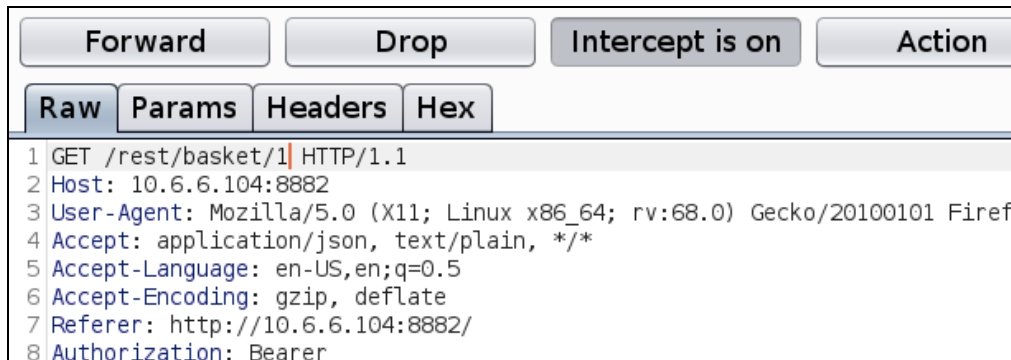 Forward Drop Intercept is on Action
Raw Params Headers Hex
1 GET /rest/basket/1 HTTP/1.1
2 Host: 10.6.6.104:8882
3 User-Agent: Mozilla/5.0 (X11; Linux x86_64; rv:68.0) Gecko/20100101 Firef
4 Accept: application/json, text/plain, */*
5 Accept-Language: en-US,en;q=0.5
6 Accept-Encoding: gzip, deflate
7 Referer: http://10.6.6.104:8882/
8 Authorization: Bearer